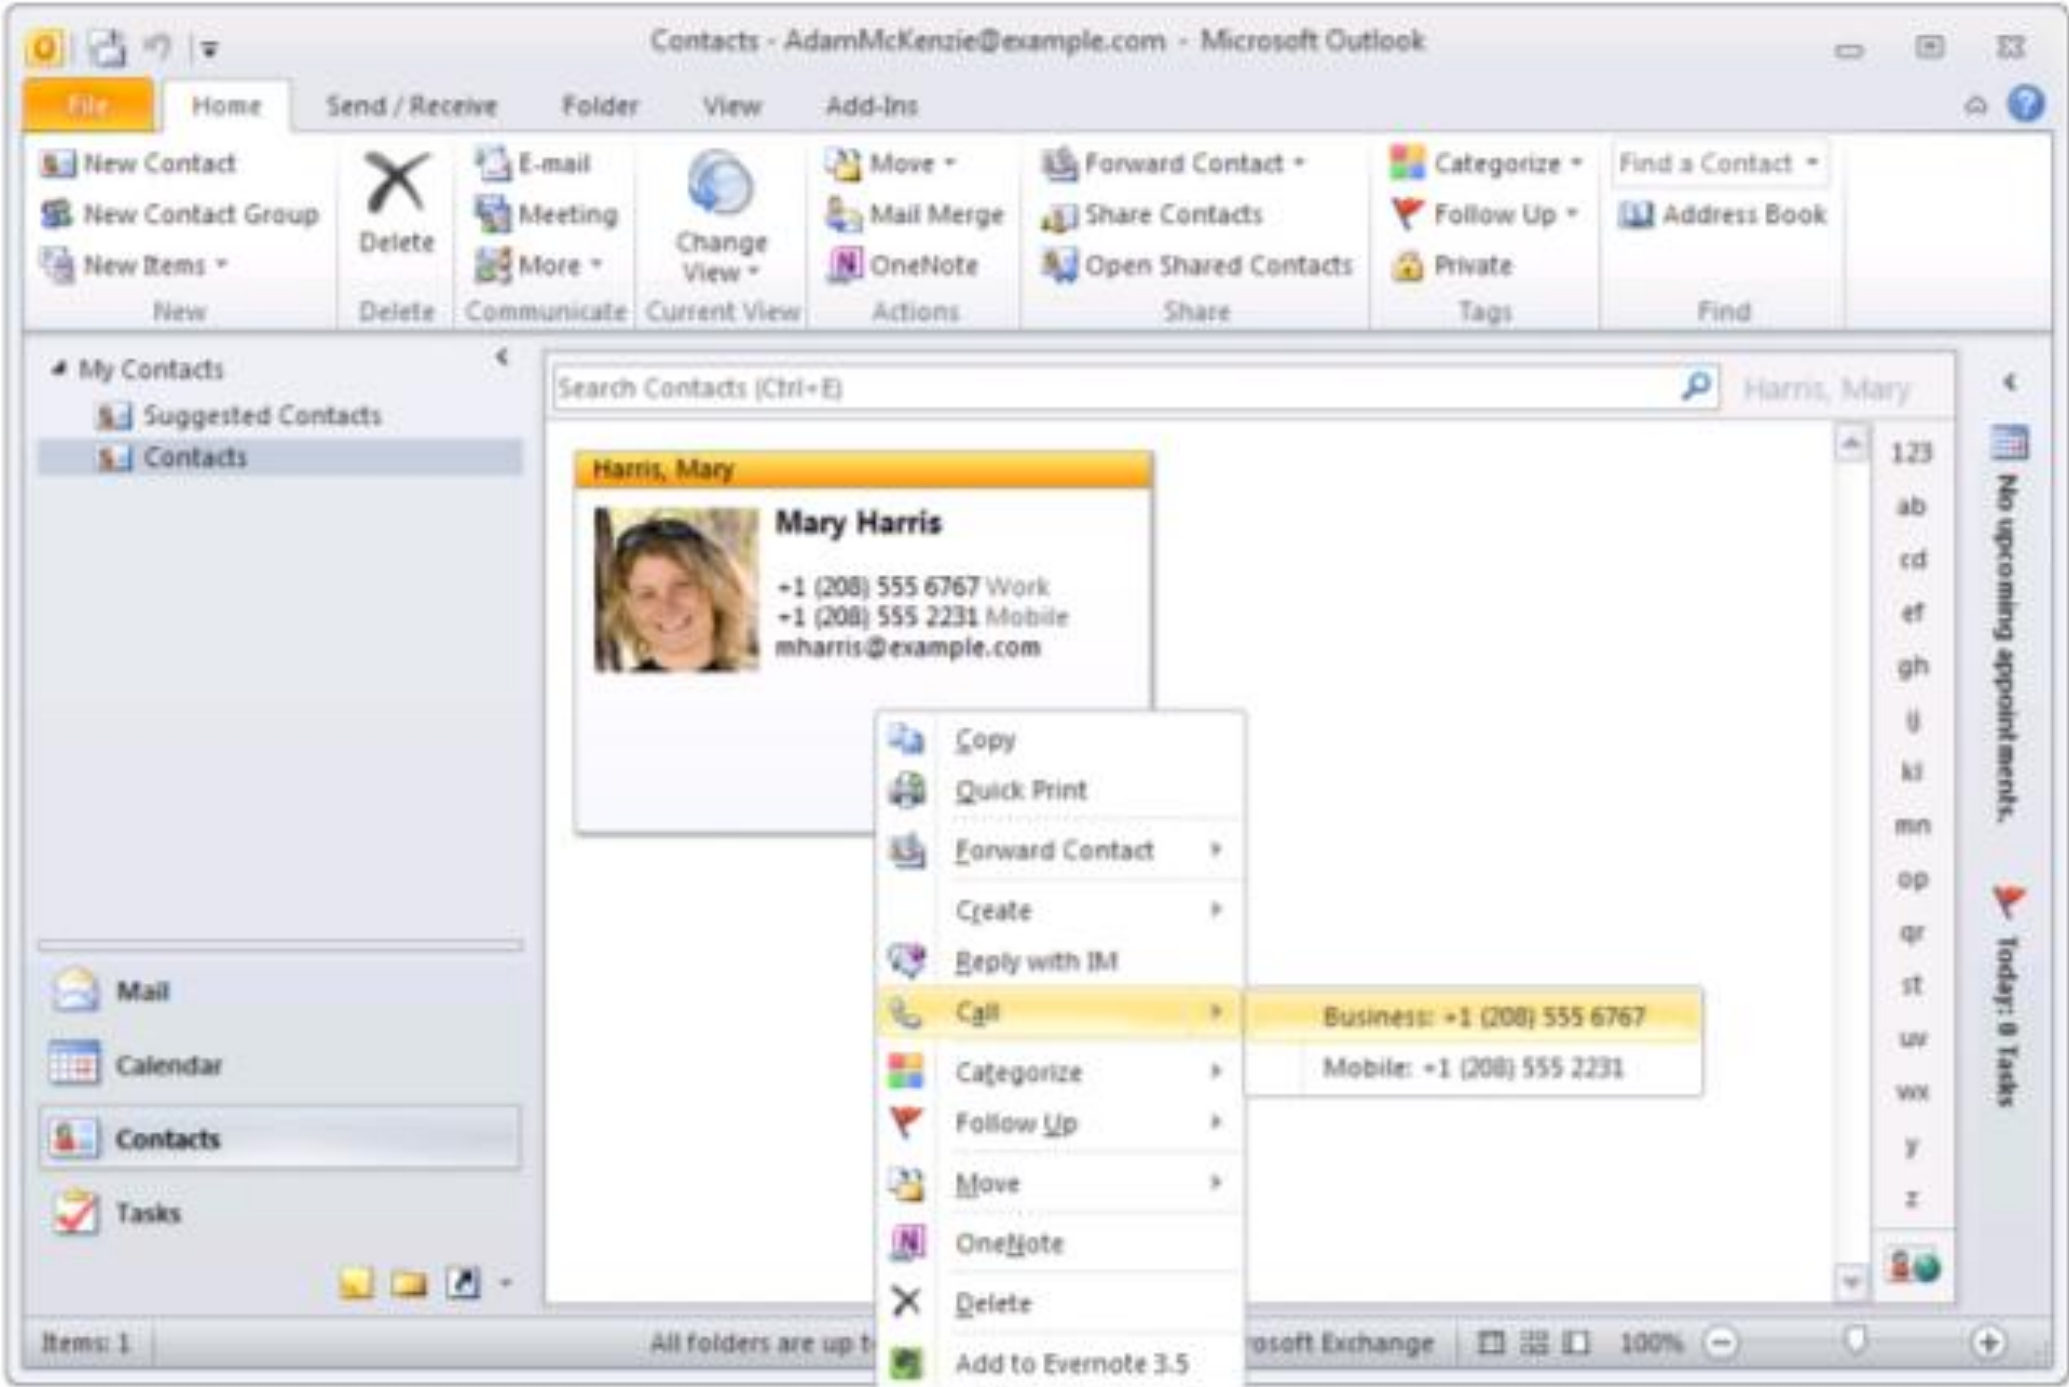 Contacts - AdamMcKenzie@example.com - Microsoft Outlook
File Home Send / Receive Folder View Add-Ins
New Contact
New Contact Group
New Items
New
Delete
Delete
E-mail
Meeting
More
Communicate
Change
View
Current View
Move
Mail Merge
OneNote
Actions
Forward Contact
Share Contacts
Open Shared Contacts
Share
Categorize
Follow Up
Private
Tags
Find a Contact
Address Book
Find
My Contacts
Suggested Contacts
Contacts
Mail
Calendar
Contacts
Tasks
Search Contacts (Ctrl+E)
Harris, Mary
Harris, Mary
Mary Harris
+1 (208) 555 6767 Work
+1 (208) 555 2231 Mobile
mharris@example.com
Copy
Quick Print
Forward Contact
Create
Reply with IM
Call
Categorize
Follow Up
Move
OneNote
Delete
Add to Evernote 3.5
Business: +1 (208) 555 6767
Mobile: +1 (208) 555 2231
123
ab
cd
ef
gh
ij
kl
mn
op
qr
st
uv
wx
y
z
No upcoming appointments.
Today: 0 Tasks
Items: 1
All folders are up t
osoft Exchange
100%